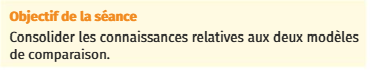 Objectif de la séance
Consolider les connaissances relatives aux deux modèles
de comparaison.